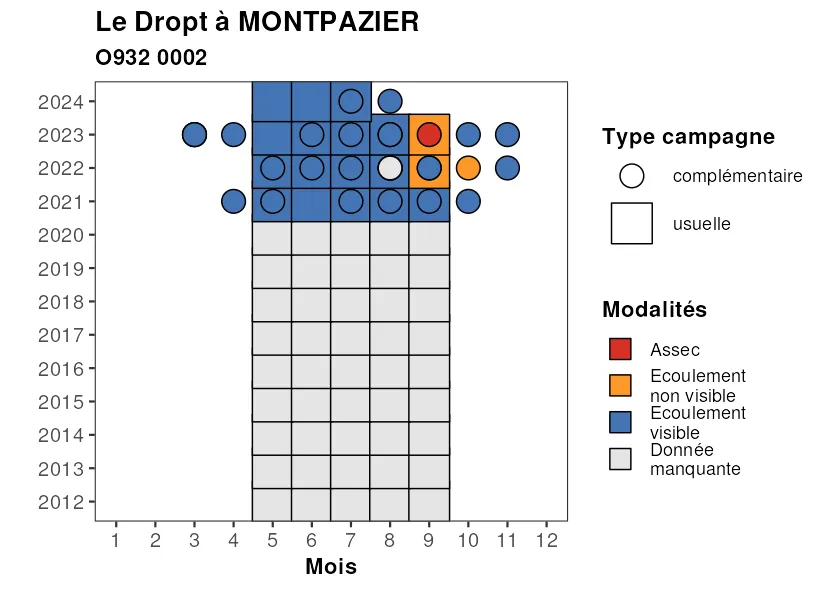 Le Dropt à MONTPAZIER
O932 0002
2024
2023
2022
2021
2020
2019
2018
2017
2016
2015
2014
2013
2012
1 2 3 4 5 6 7 8 9 10 11 12
Mois
Type campagne
complémentaire
usuelle
Modalités
Assec
Ecoulement
non visible
Ecoulement
visible
Donnée
manquante